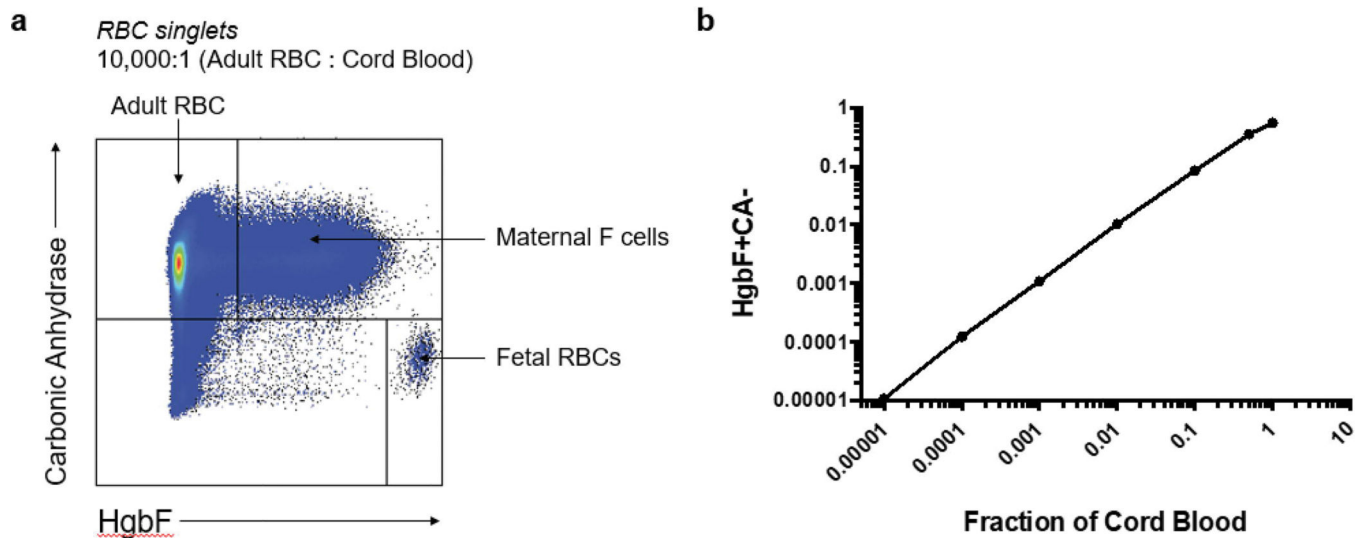 a
RBC singlets
10,000:1 (Adult RBC : Cord Blood)
Adult RBC
Carbonic Anhydrase
Maternal F cells
Fetal RBCs
HgbF
b
HgbF+CA-
1
0.1
0.01
0.001
0.0001
0.00001
0.00001
0.0001
0.001
0.01
0.1
1
10
Fraction of Cord Blood